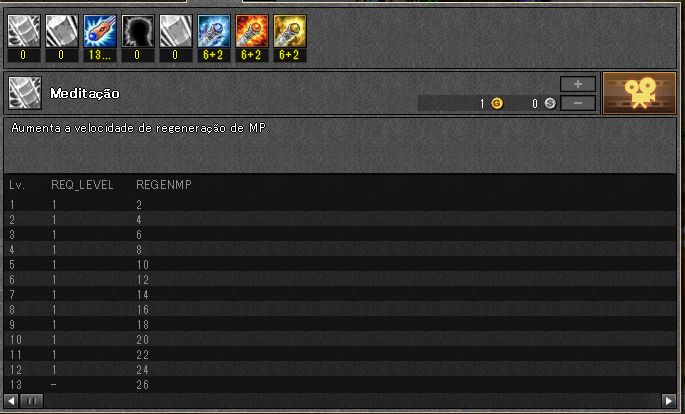 0 0 13... 0 0 6+2 6+2 6+2
Meditação
+
1 G 0 S -
Aumenta a velocidade de regeneração de MP.
Lv. REQ_LEVEL REGENMP
1 1 2
2 1 4
3 1 6
4 1 8
5 1 10
6 1 12
7 1 14
8 1 16
9 1 18
10 1 20
11 1 22
12 1 24
13 - 26